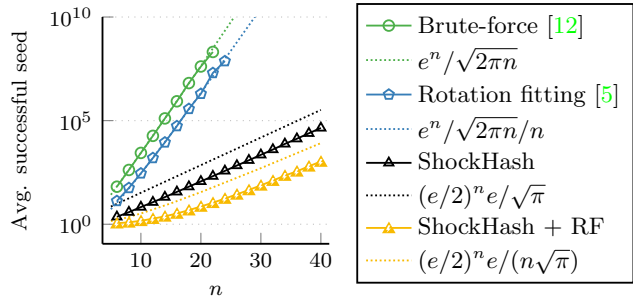 Avg. successful seed
10^10
10^5
10^0
10
20
30
40
n
Brute-force [12]
e^n/√2πn
Rotation fitting [5]
e^n/√2πn/n
ShockHash
(e/2)^n e/√π
ShockHash + RF
(e/2)^n e/(n√π)